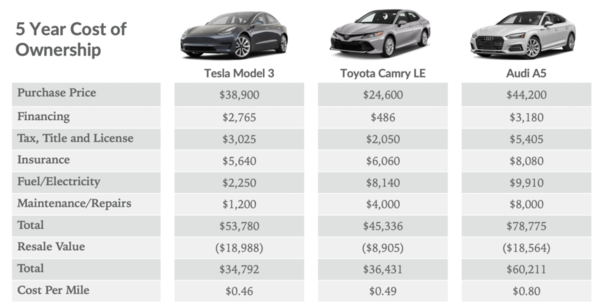 5 Year Cost of
Ownership
Tesla Model 3 Toyota Camry LE Audi A5
Purchase Price $38,900 $24,600 $44,200
Financing $2,765 $486 $3,180
Tax, Title and License $3,025 $2,050 $5,405
Insurance $5,640 $6,060 $8,080
Fuel/Electricity $2,250 $8,140 $9,910
Maintenance/Repairs $1,200 $4,000 $8,000
Total $53,780 $45,336 $78,775
Resale Value ($18,988) ($8,905) ($18,564)
Total $34,792 $36,431 $60,211
Cost Per Mile $0.46 $0.49 $0.80